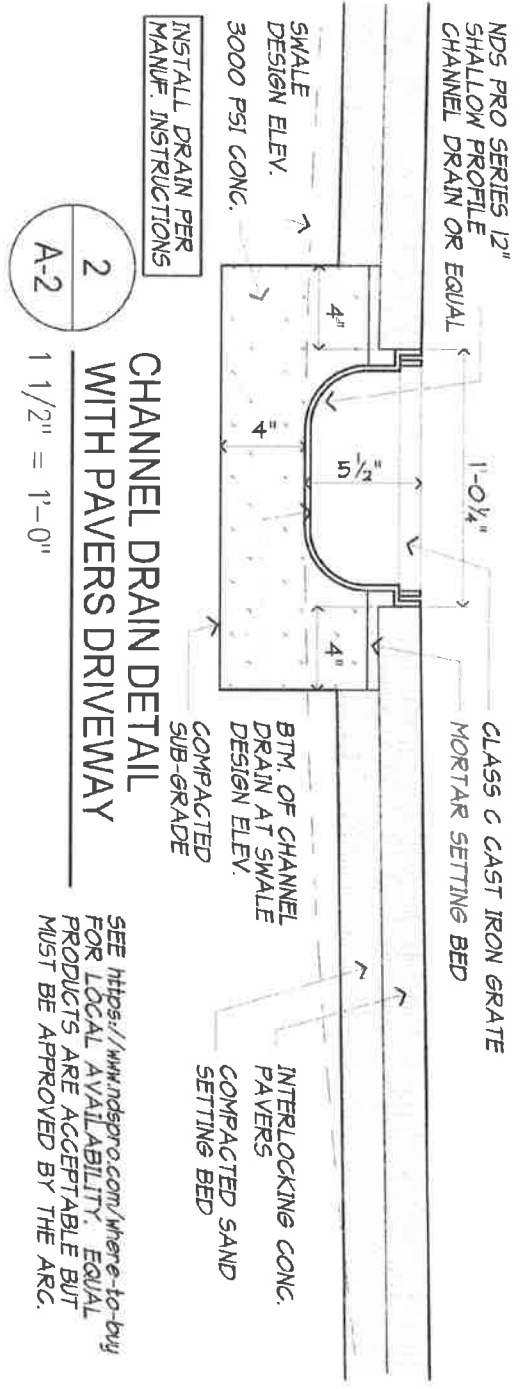 NDS PRO SERIES 12"
SHALLOW PROFILE
CHANNEL DRAIN OR EQUAL
1'-0 1/4"
CLASS C CAST IRON GRATE
MORTAR SETTING BED
SWALE
DESIGN ELEV.
3000 PSI CONC.
4"
5 1/2"
4"
4"
INSTALL DRAIN PER
MANUF. INSTRUCTIONS
BTM. OF CHANNEL
DRAIN AT SWALE
DESIGN ELEV.
COMPACTED
SUB-GRADE
INTERLOCKING CONC.
PAVERS
COMPACTED SAND
SETTING BED
2
A-2
CHANNEL DRAIN DETAIL
WITH PAVERS DRIVEWAY
1 1/2" = 1'-0"
SEE https://www.ndspro.com/where-to-buy
FOR LOCAL AVAILABILITY. EQUAL
PRODUCTS ARE ACCEPTABLE BUT
MUST BE APPROVED BY THE ARC.